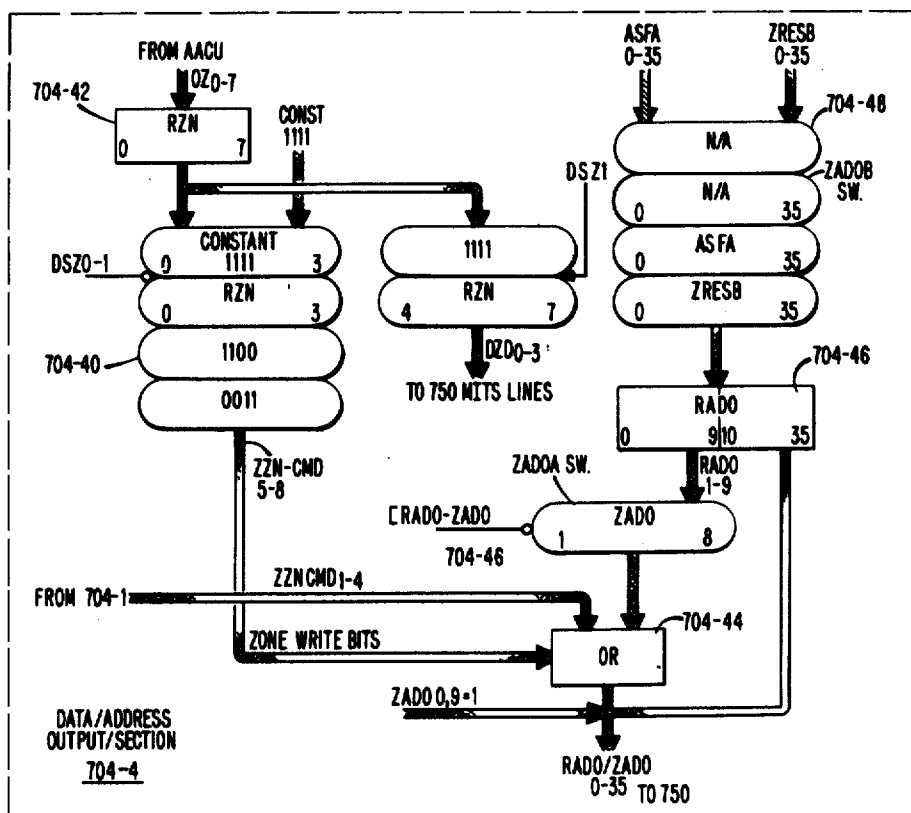 FROM AACU
OZ0-7
704-42
RZN
0 7
CONST
1111
ASFA
0-35
ZRESB
0-35
704-48
N/A
ZADOB
SW.
N/A
0 35
ASFA
0 35
ZRESB
0 35
DSZ1
CONSTANT
0 1111 3
DSZ0-1
RZN
0 3
704-40
1100
0011
1111
RZN
4 7
DZD0-3
TO 750 MITS LINES
704-46
RADO
0 9 10 35
RADO
1-9
ZZN-CMD
5-8
ZADOA SW.
ZADO
1 8
[RADO-ZADO
704-46
FROM 704-1
ZZNCMD1-4
704-44
OR
ZONE WRITE BITS
ZADO 0,9=1
DATA/ADDRESS
OUTPUT/SECTION
704-4
RADO/ZADO
0-35 TO 750